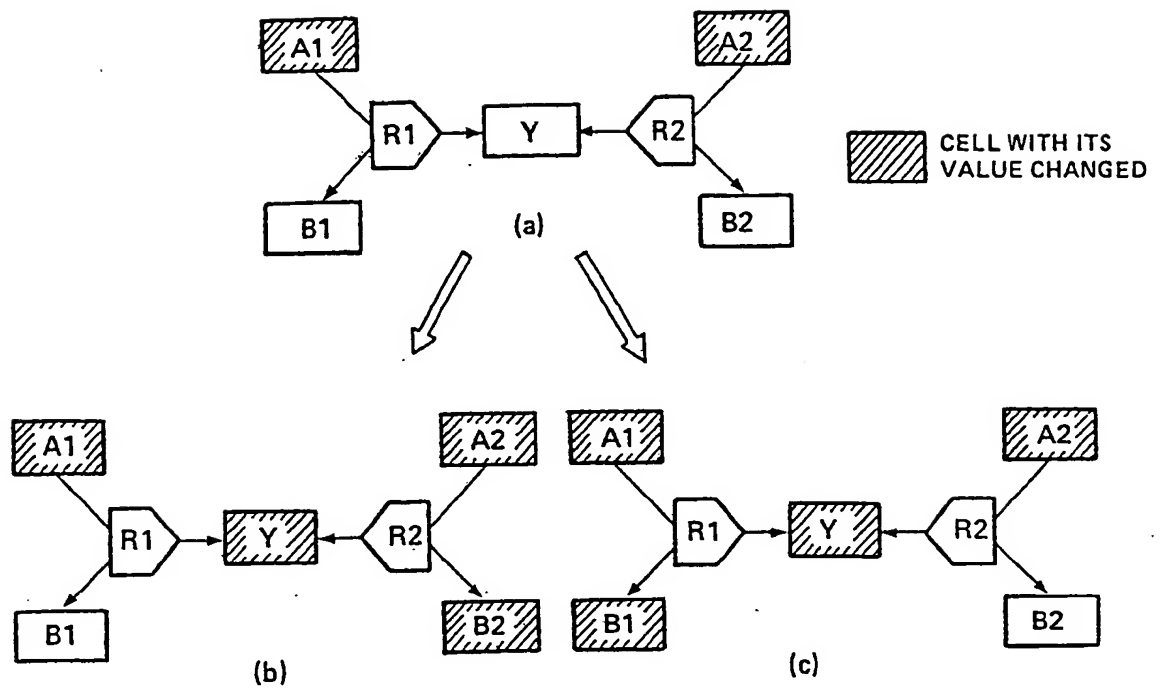 A1
A2
R1
Y
R2
CELL WITH ITS
VALUE CHANGED
B1
(a)
B2
A1
A2
A1
A2
R1
Y
R2
R1
Y
R2
B1
B2
B1
B2
(b)
(c)